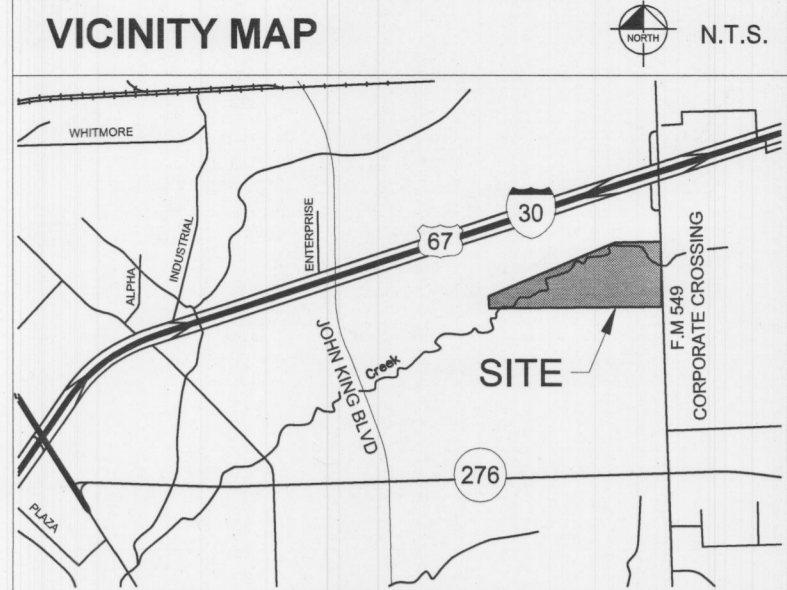 VICINITY MAP
NORTH
N.T.S.
WHITMORE
ENTERPRISE
INDUSTRIAL
ALPHA
67
30
F.M 549
CORPORATE CROSSING
JOHN KING BLVD
Creek
SITE
276
PLAZA